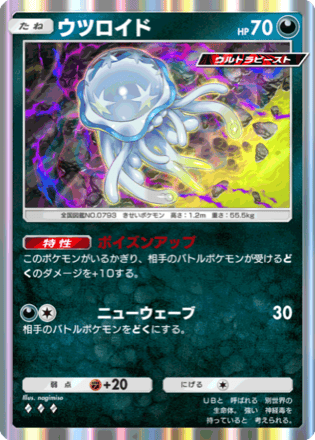 たね ウツロイド HP 70
ウルトラビースト
全国図鑑NO.0793 きせいポケモン 高さ：1.2m 重さ：55.5kg
特性 ポイズンアップ
このポケモンがいるかぎり、相手のバトルポケモンが受けるど
くのダメージを+10する。
ニューウェーブ 30
相手のバトルポケモンをどくにする。
弱点 +20 にげる
Illus. nagimiso
ＵＢと 呼ばれる 別世界の
生命体。強い 神経毒を
持っていると 考えられる。